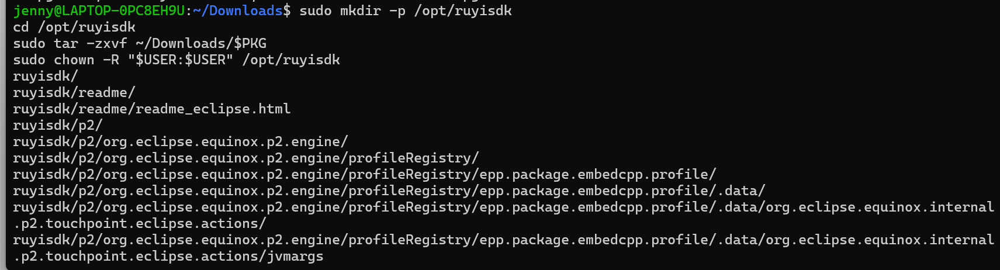 jenny@LAPTOP-0PC8EH9U:~/Downloads$ sudo mkdir -p /opt/ruyisdk
cd /opt/ruyisdk
sudo tar -zxvf ~/Downloads/$PKG
sudo chown -R "$USER:$USER" /opt/ruyisdk
ruyisdk/
ruyisdk/readme/
ruyisdk/readme/readme_eclipse.html
ruyisdk/p2/
ruyisdk/p2/org.eclipse.equinox.p2.engine/
ruyisdk/p2/org.eclipse.equinox.p2.engine/profileRegistry/
ruyisdk/p2/org.eclipse.equinox.p2.engine/profileRegistry/epp.package.embedcpp.profile/
ruyisdk/p2/org.eclipse.equinox.p2.engine/profileRegistry/epp.package.embedcpp.profile/.data/
ruyisdk/p2/org.eclipse.equinox.p2.engine/profileRegistry/epp.package.embedcpp.profile/.data/org.eclipse.equinox.internal
.p2.touchpoint.eclipse.actions/
ruyisdk/p2/org.eclipse.equinox.p2.engine/profileRegistry/epp.package.embedcpp.profile/.data/org.eclipse.equinox.internal
.p2.touchpoint.eclipse.actions/jvmargs